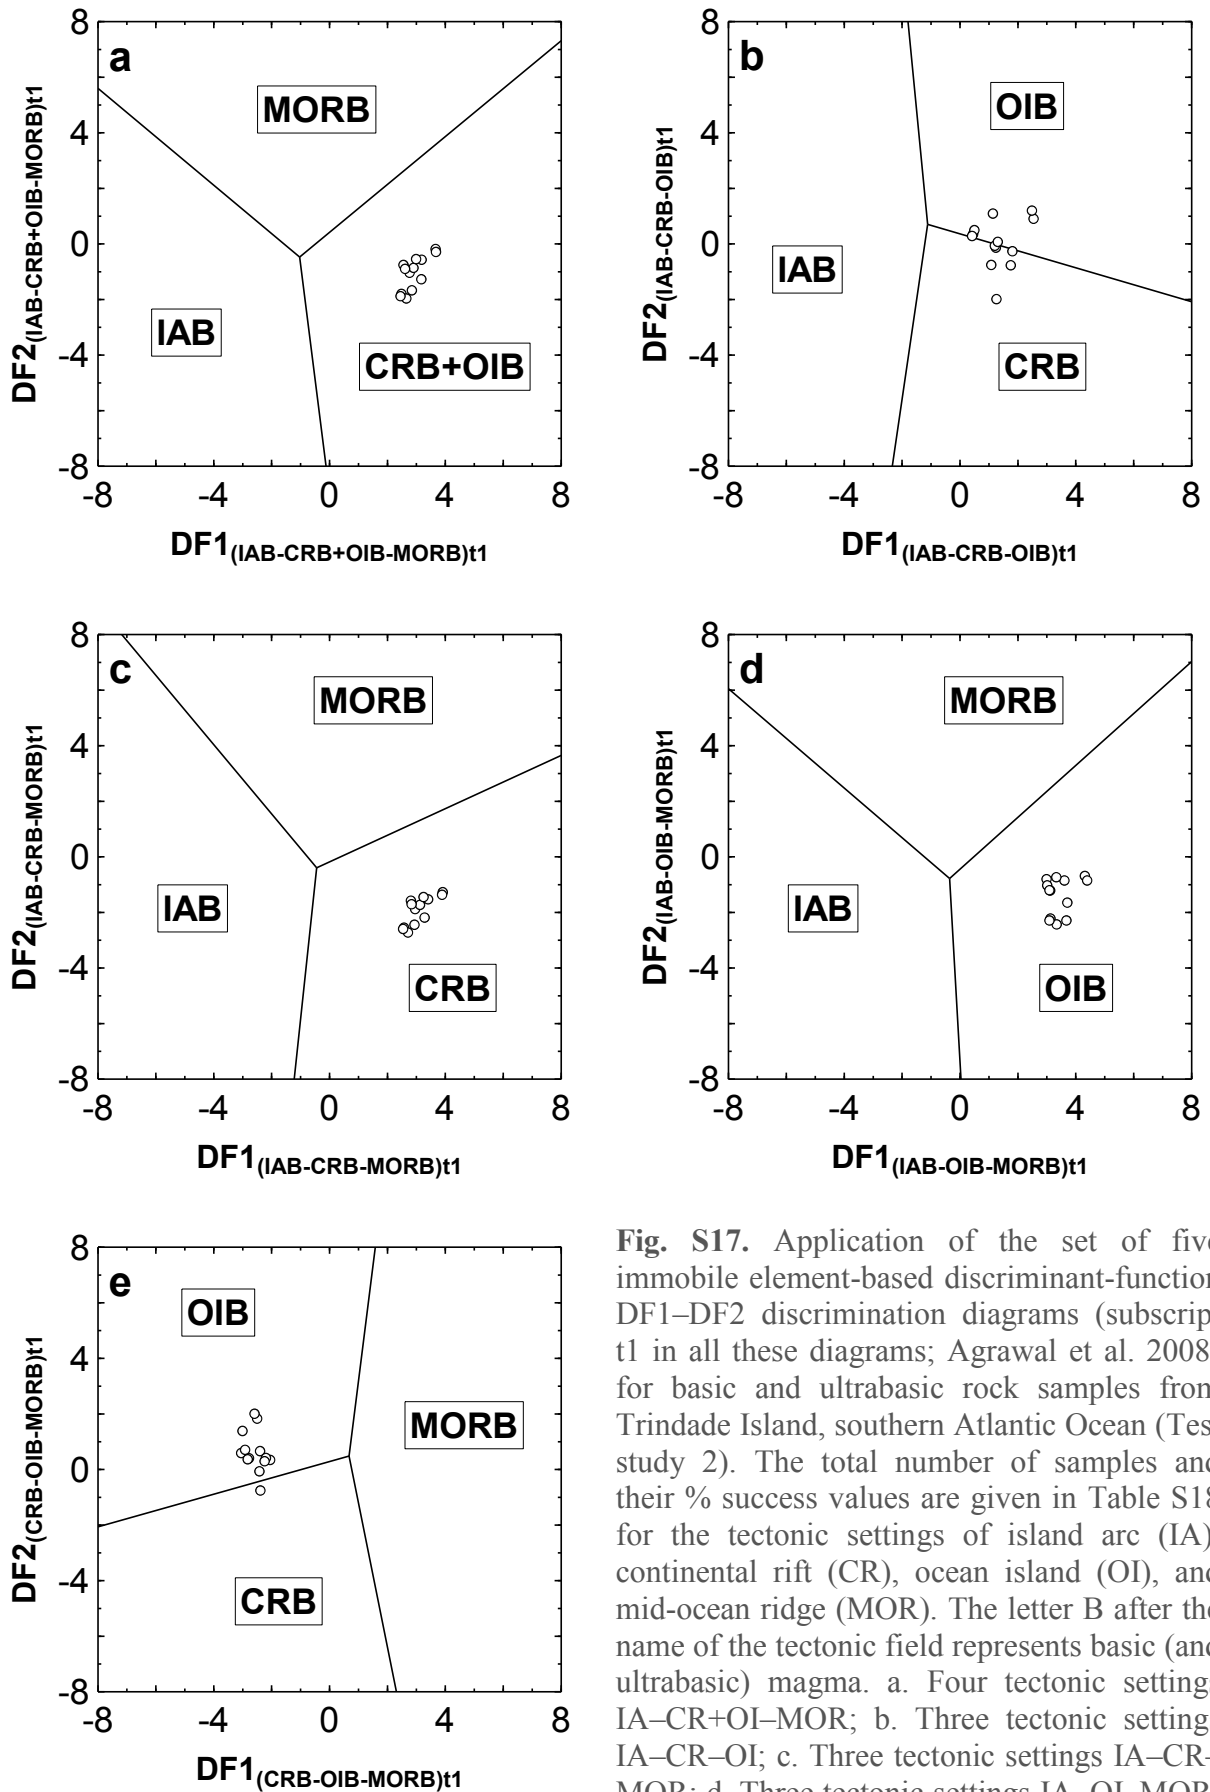 a
MORB
IAB
CRB+OIB
8
4
0
-4
-8
-8 -4 0 4 8
DF2(IAB-CRB+OIB-MORB)t1
DF1(IAB-CRB+OIB-MORB)t1
b
OIB
IAB
CRB
8
4
0
-4
-8
-8 -4 0 4 8
DF2(IAB-CRB-OIB)t1
DF1(IAB-CRB-OIB)t1
c
MORB
IAB
CRB
8
4
0
-4
-8
-8 -4 0 4 8
DF2(IAB-CRB-MORB)t1
DF1(IAB-CRB-MORB)t1
d
MORB
IAB
OIB
8
4
0
-4
-8
-8 -4 0 4 8
DF2(IAB-OIB-MORB)t1
DF1(IAB-OIB-MORB)t1
e
OIB
MORB
CRB
8
4
0
-4
-8
-8 -4 0 4 8
DF2(CRB-OIB-MORB)t1
DF1(CRB-OIB-MORB)t1
Fig. S17. Application of the set of five
immobile element-based discriminant-function
DF1–DF2 discrimination diagrams (subscrip
t1 in all these diagrams; Agrawal et al. 2008
for basic and ultrabasic rock samples from
Trindade Island, southern Atlantic Ocean (Tes
study 2). The total number of samples and
their % success values are given in Table S18
for the tectonic settings of island arc (IA)
continental rift (CR), ocean island (OI), and
mid-ocean ridge (MOR). The letter B after the
name of the tectonic field represents basic (and
ultrabasic) magma. a. Four tectonic settings
IA–CR+OI–MOR; b. Three tectonic setting
IA–CR–OI; c. Three tectonic settings IA–CR–
MOR; d. Three tectonic settings IA–OI–MOR